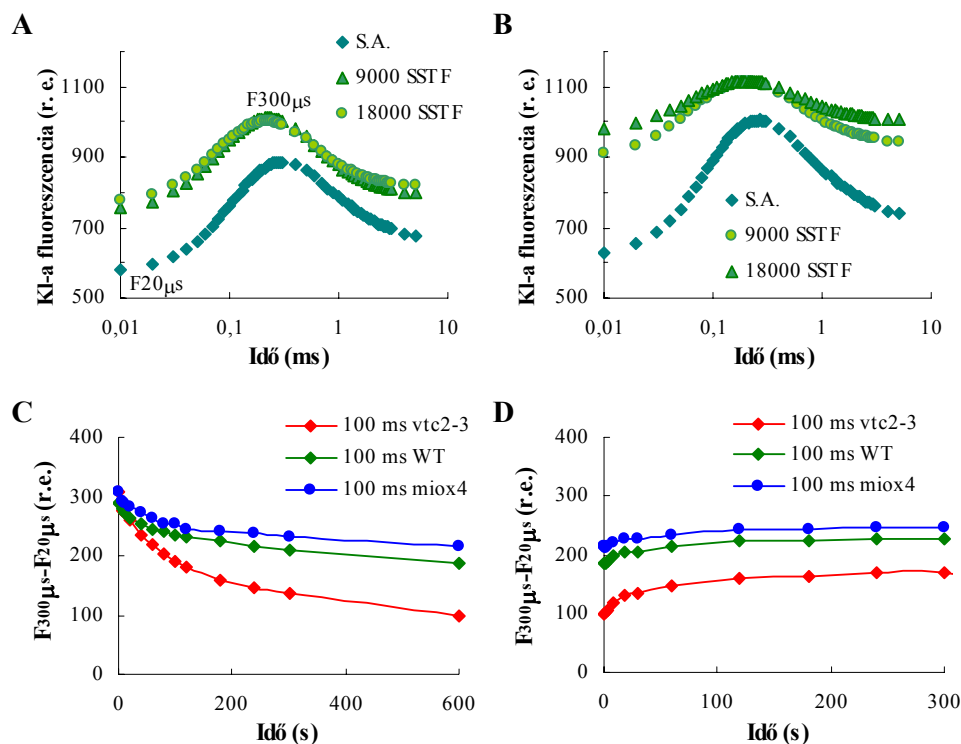 A
S.A.
9000 SSTF
18000 SSTF
F300µs
F20µs
Kl-a fluoreszcencia (r. e.)
1100
900
700
500
0,01
0,1
1
10
Idő (ms)
B
Kl-a fluoreszcencia (r. e.)
1100
900
700
500
S.A.
9000 SSTF
18000 SSTF
0,01
0,1
1
10
Idő (ms)
C
100 ms vtc2-3
100 ms WT
100 ms miox4
F300µs-F20µs (r.e.)
400
300
200
100
0
0
200
400
600
Idő (s)
D
100 ms vtc2-3
100 ms WT
100 ms miox4
F300µs-F20µs (r.e.)
400
300
200
100
0
0
100
200
300
Idő (s)